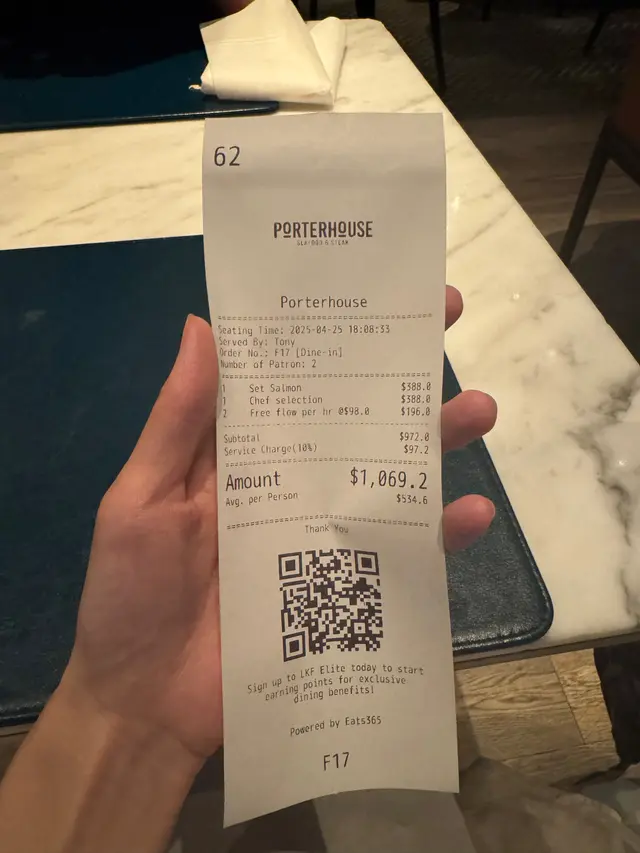 62
PORTERHOUSE
SEAFOOD & STEAK
Porterhouse
Seating Time: 2025-04-25 18:08:33
Served By: Tony
Order No.: F17 [Dine-in]
Number of Patron: 2
1 Set Salmon $388.0
1 Chef selection $388.0
2 Free flow per hr @$98.0 $196.0
Subtotal $972.0
Service Charge(10%) $97.2
Amount $1,069.2
Avg. per Person $534.6
Thank You
Sign up to LKF Elite today to start
earning points for exclusive
dining benefits!
Powered by Eats365
F17